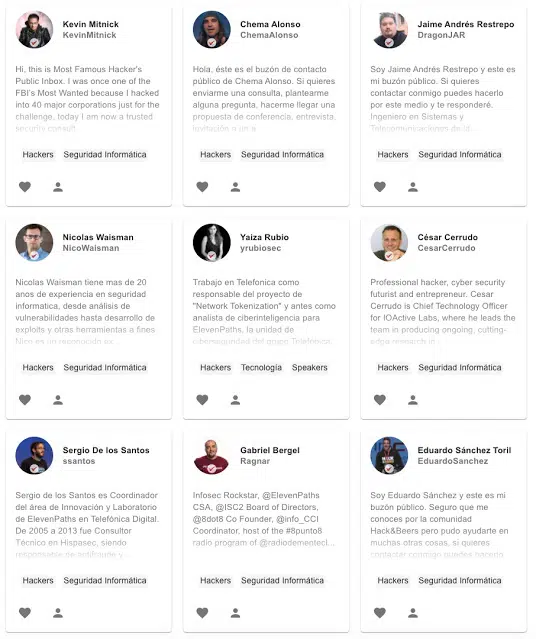 Kevin Mitnick
KevinMitnick
Hi, this is Most Famous Hacker's
Public Inbox. I was once one of the
FBI's Most Wanted because I hacked
into 40 major corporations just for the
challenge, today I am now a trusted
security consult
Hackers Seguridad Informática
Chema Alonso
ChemaAlonso
Hola, éste es el buzón de contacto
público de Chema Alonso. Si quieres
enviarme una consulta, plantearme
alguna pregunta, hacerme llegar una
propuesta de conferencia, entrevista,
invitación a un a
Hackers Seguridad Informática
Jaime Andrés Restrepo
DragonJAR
Soy Jaime Andrés Restrepo y este es
mi buzón público. Si quieres
contactar conmigo puedes hacerlo
por este medio y te responderé.
Ingeniero en Sistemas y
Telecomunicaciones de la...
Hackers Seguridad Informática
Nicolas Waisman
NicoWaisman
Nicolas Waisman tiene mas de 20
anos de experiencia en seguridad
informatica, desde análisis de
vulnerabilidades hasta desarrollo de
exploits y otras herramientas a fines
Nico es un reconocido ex...
Hackers Seguridad Informática
Yaiza Rubio
yrubiosec
Trabajo en Telefonica como
responsable del proyecto de
"Network Tokenization" y antes como
analista de ciberinteligencia para
ElevenPaths, la unidad de
ciberseguridad del grupo Telefónica.
Hackers Tecnología Speakers
César Cerrudo
CesarCerrudo
Professional hacker, cyber security
futurist and entrepreneur. Cesar
Cerrudo is Chief Technology Officer
for IOActive Labs, where he leads the
team in producing ongoing, cutting-
edge research in...
Hackers Seguridad Informática
Sergio De los Santos
ssantos
Sergio de los Santos es Coordinador
del área de Innovación y Laboratorio
de ElevenPaths en Telefónica Digital.
De 2005 a 2013 fue Consultor
Técnico en Hispasec, siendo
responsable de antifraude y...
Hackers Seguridad Informática
Gabriel Bergel
Ragnar
Infosec Rockstar, @ElevenPaths
CSA, @ISC2 Board of Directors,
@8dot8 Co Founder, @info_CCI
Coordinator, host of the #8punto8
radio program of @radiodementecl...
Hackers Seguridad Informática
Eduardo Sánchez Toril
EduardoSanchez
Soy Eduardo Sánchez y este es mi
buzón público. Seguro que me
conoces por la comunidad
Hack&Beers pero pudo ayudarte en
muchas otras cosas, si quieres
contactar conmigo puedes hacerlo
Hackers Seguridad Informática